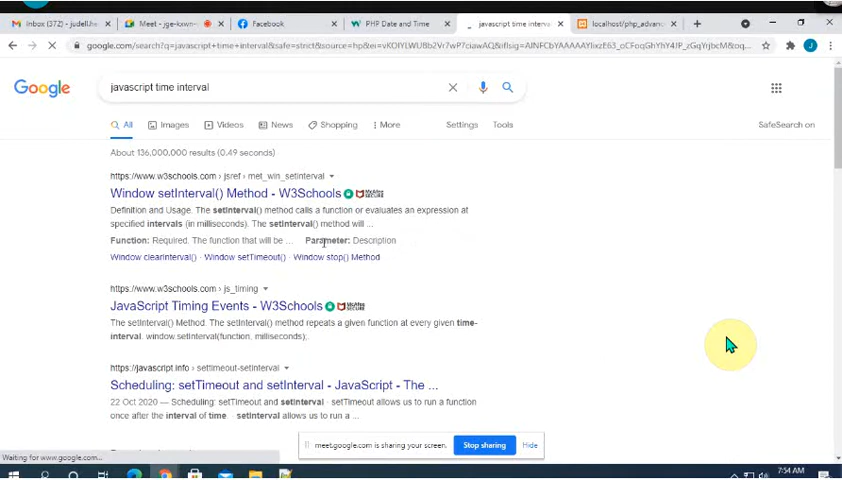 Inbox (372) - judell.he
Meet - jge-kxwn-
Facebook
PHP Date and Time
javascript time interva
localhost/php_advanc
google.com/search?q=javascript+time+interval&safe=strict&source=hp&ei=
J
Google
javascript time interval
All
Images
Videos
News
Shopping
More
Settings
Tools
SafeSearch on
About 136,000,000 results (0.49 seconds)
https://www.w3schools.com › jsref › met_win_setinterval
Window setInterval() Method - W3Schools
Definition and Usage. The setInterval() method calls a function or evaluates an expression at
specified intervals (in milliseconds). The setInterval() method will ...
Function: Required. The function that will be ... Parameter: Description
Window clearInterval() · Window setTimeout() · Window stop() Method
https://www.w3schools.com › js_timing
JavaScript Timing Events - W3Schools
The setInterval() Method. The setInterval() method repeats a given function at every given time-
interval. window.setInterval(function, milliseconds);.
https://javascript.info › settimeout-setinterval
Scheduling: setTimeout and setInterval - JavaScript - The ...
22 Oct 2020 — Scheduling: setTimeout and setInterval · setTimeout allows us to run a function
once after the interval of time. · setInterval allows us to run a ...
meet.google.com is sharing your screen.
Stop sharing
Hide
Waiting for www.google.com...
7:54 AM